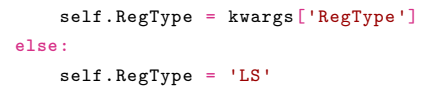 self.RegType = kwargs['RegType']
else:
    self.RegType = 'LS'